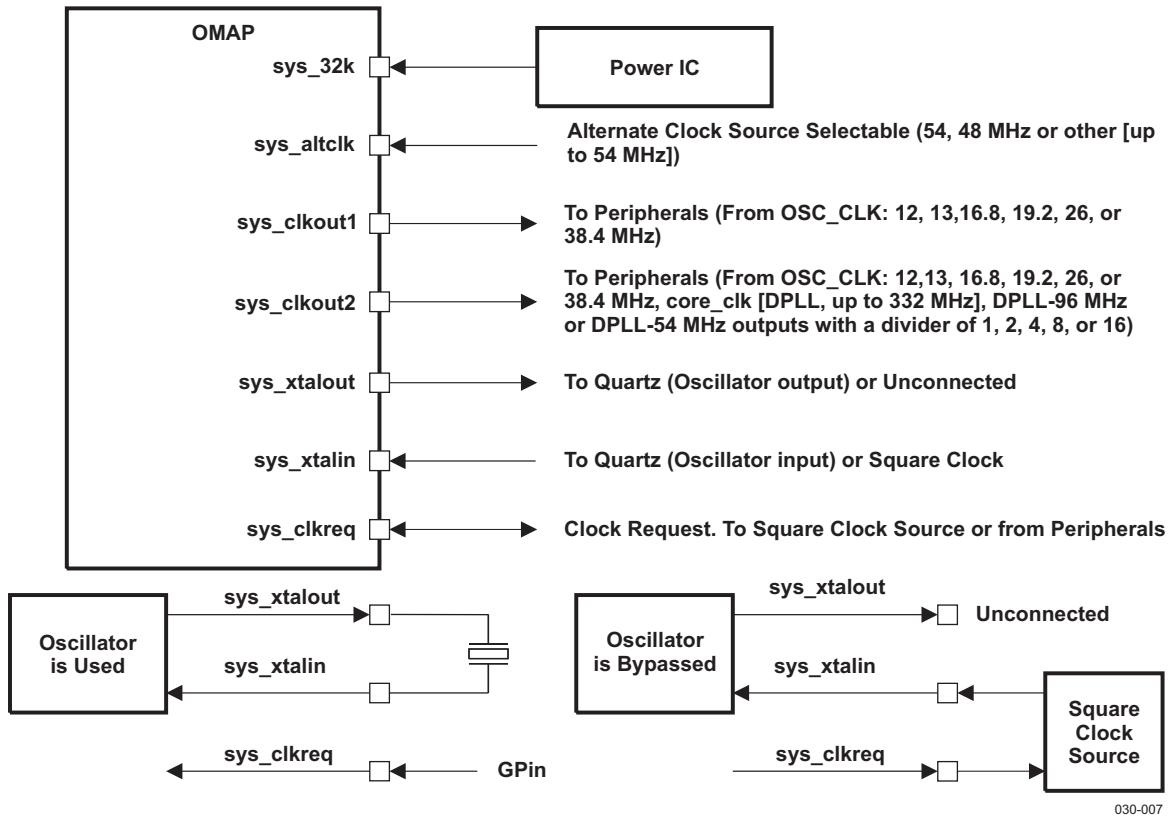 OMAP
sys_32k
Power IC
sys_altclk
Alternate Clock Source Selectable (54, 48 MHz or other [up
to 54 MHz])
sys_clkout1
To Peripherals (From OSC_CLK: 12, 13,16.8, 19.2, 26, or
38.4 MHz)
sys_clkout2
To Peripherals (From OSC_CLK: 12,13, 16.8, 19.2, 26, or
38.4 MHz, core_clk [DPLL, up to 332 MHz], DPLL-96 MHz
or DPLL-54 MHz outputs with a divider of 1, 2, 4, 8, or 16)
sys_xtalout
To Quartz (Oscillator output) or Unconnected
sys_xtalin
To Quartz (Oscillator input) or Square Clock
sys_clkreq
Clock Request. To Square Clock Source or from Peripherals
Oscillator
is Used
sys_xtalout
sys_xtalin
sys_clkreq
GPin
Oscillator
is Bypassed
sys_xtalout
Unconnected
sys_xtalin
sys_clkreq
Square
Clock
Source
030-007